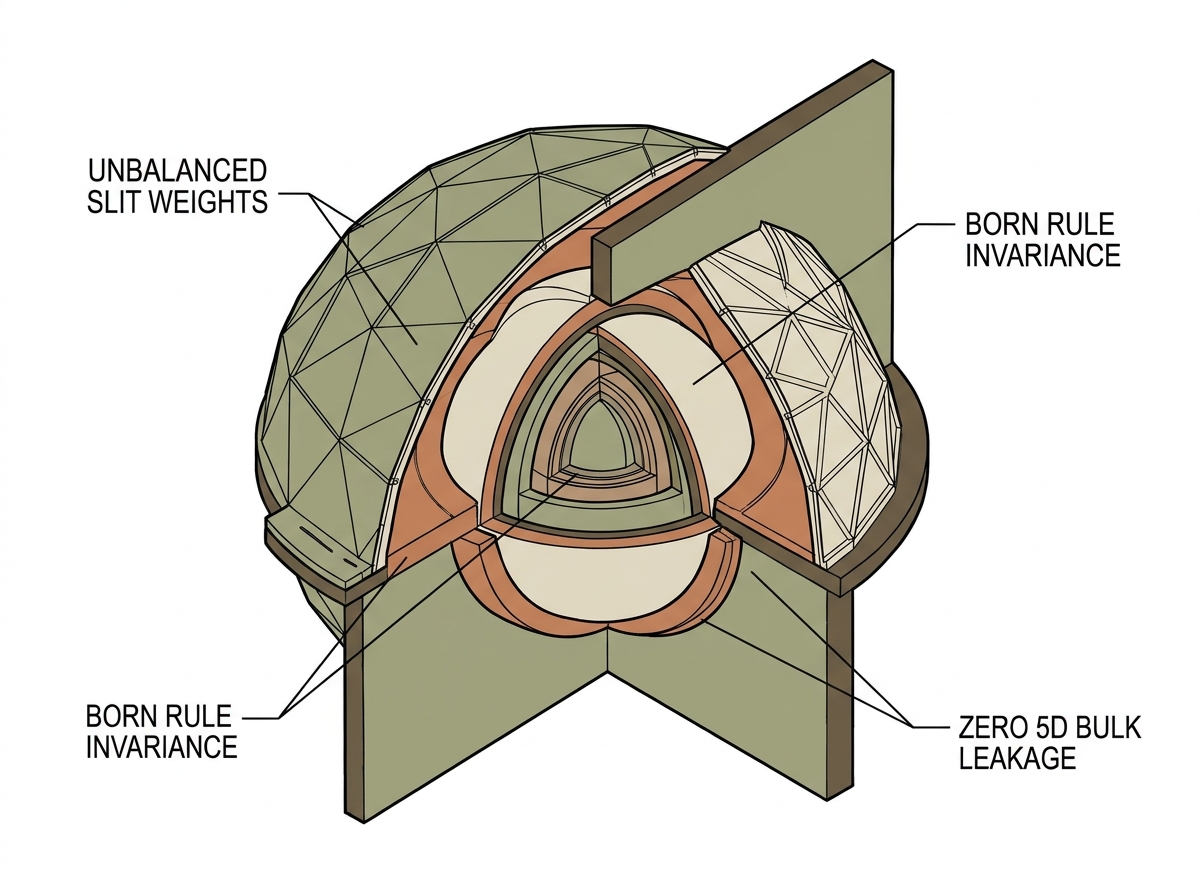 UNBALANCED
SLIT WEIGHTS
BORN RULE
INVARIANCE
BORN RULE
INVARIANCE
ZERO 5D BULK
LEAKAGE